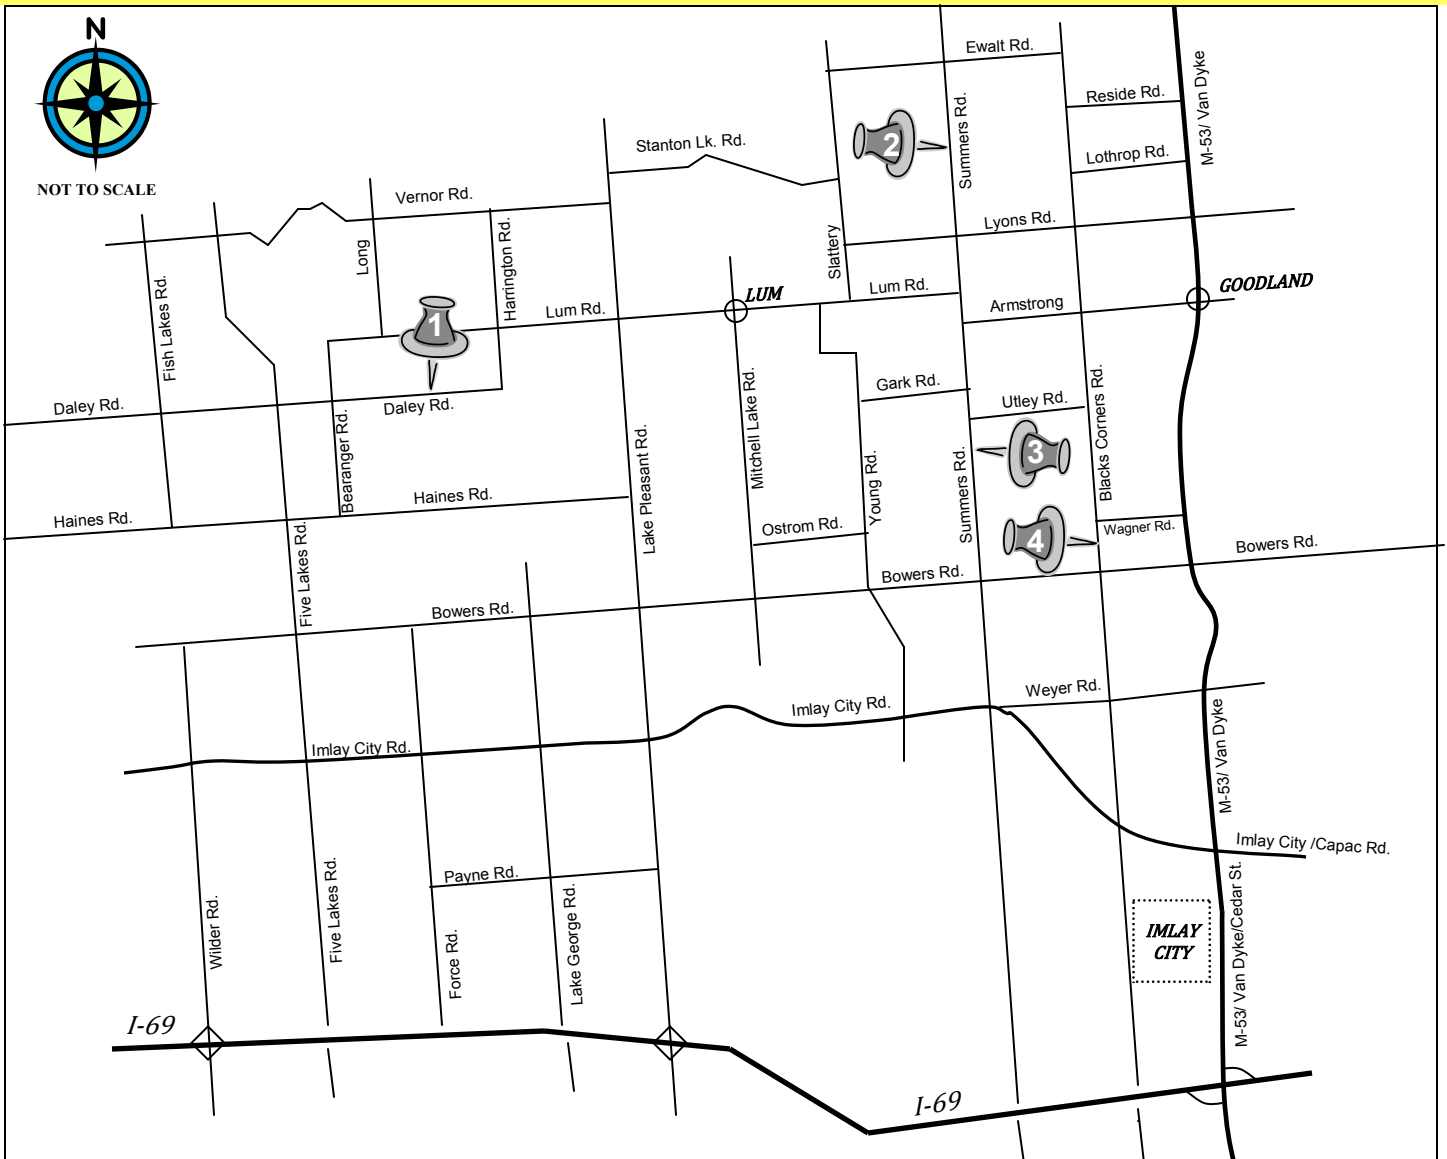 N
NOT TO SCALE
Ewalt Rd.
Reside Rd.
M-53/ Van Dyke
Stanton Lk. Rd.
2
Summers Rd.
Lothrop Rd.
Vernor Rd.
Lyons Rd.
Long
Harrington Rd.
Slattery
Fish Lakes Rd.
LUM
Lum Rd.
GOODLAND
Lum Rd.
Armstrong
1
Daley Rd.
Daley Rd.
Gark Rd.
Utley Rd.
Bearanger Rd.
Mitchell Lake Rd.
Blacks Corners Rd.
3
Lake Pleasant Rd.
Young Rd.
Summers Rd.
Haines Rd.
Haines Rd.
Ostrom Rd.
Wagner Rd.
4
Five Lakes Rd.
Bowers Rd.
Bowers Rd.
Bowers Rd.
Weyer Rd.
Imlay City Rd.
Imlay City Rd.
M-53/ Van Dyke
Imlay City /Capac Rd.
Payne Rd.
Wilder Rd.
Five Lakes Rd.
Force Rd.
Lake George Rd.
IMLAY
CITY
M-53/ Van Dyke/Cedar St.
I-69
I-69